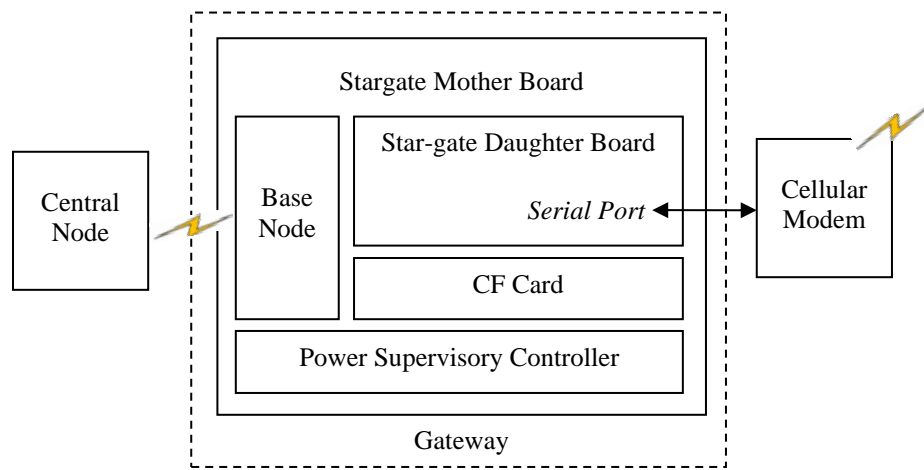 Stargate Mother Board
Star-gate Daughter Board
Serial Port
Central
Node
Base
Node
Cellular
Modem
CF Card
Power Supervisory Controller
Gateway